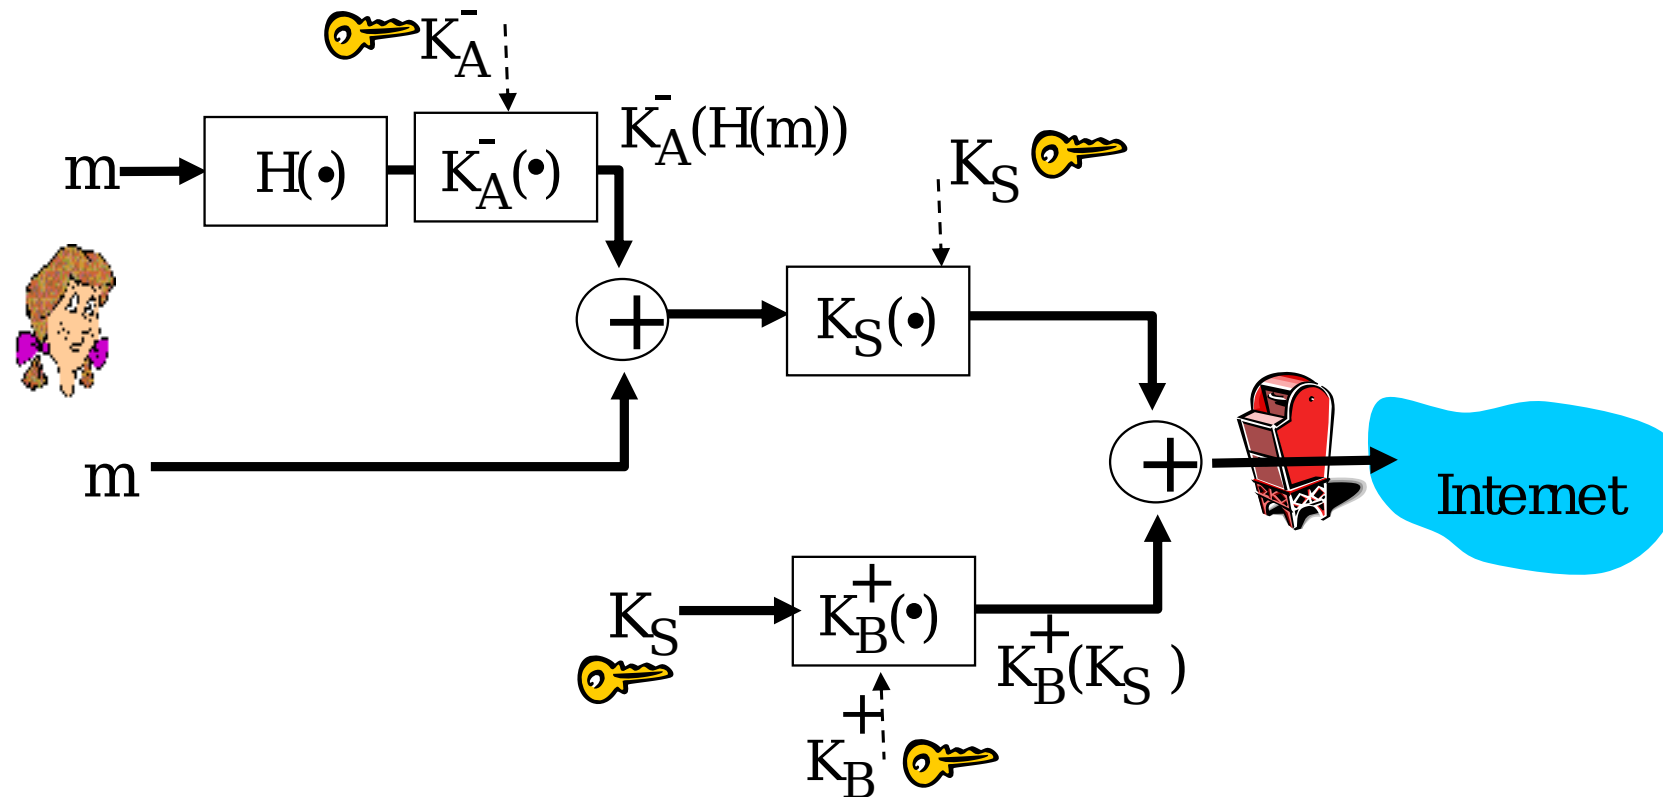 K⁻A
K⁻A(H(m))
m
H(•)
K⁻A(•)
KS
KS(•)
+
m
+
Internet
KS
K⁺B(•)
K⁺B(KS )
K⁺B